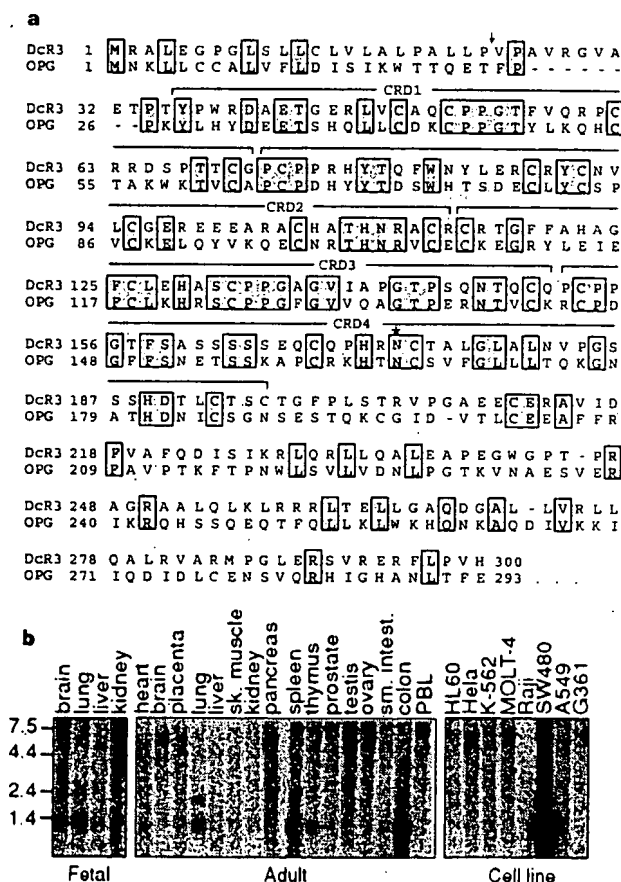 a
DcR3 1 M R A L E G P G L S L L C L V L A L P A L L P V P A V R G V A
OPG 1 M N K L L C C A L V F L D I S I K W T T Q E T F P - - - - - -
CRD1
DcR3 32 E T P T Y P W R D A E T G E R L V C A Q C P P G T F V Q R P C
OPG 26 - - P K Y L H Y D E E T S H Q L L C D K C P P G T Y L K Q H C
DcR3 63 R R D S P T T C G P C P P R H Y T Q F W N Y L E R C R Y C N V
OPG 55 T A K W K T V C A P C P D H Y Y T D S W H T S D E C L Y C S P
CRD2
DcR3 94 L C G E R E E E A R A C H A T H N R A C R C R T G F F A H A G
OPG 86 V C K E L Q Y V K Q E C N R T H N R V C E C K E G R Y L E I E
CRD3
DcR3 125 F C L E H A S C P P G A G V I A P G T P S Q N T Q C Q P C P P
OPG 117 F C L K H R S C P P G F G V V Q A G T P E R N T V C K R C P D
CRD4
DcR3 156 G T F S A S S S S S E Q C Q P H R N C T A L G L A L N V P G S
OPG 148 G F F S N E T S S K A P C R K H T N C S V F G L L L T Q K G N
DcR3 187 S S H D T L C T S C T G F P L S T R V P G A E E C E R A V I D
OPG 179 A T H D N I C S G N S E S T Q K C G I D - V T L C E E A F F R
DcR3 218 F V A F Q D I S I K R L Q R L L Q A L E A P E G W G P T - P R
OPG 209 F A V P T K F T P N W L S V L V D N L P G T K V N A E S V E R
DcR3 248 A G R A A L Q L K L R R R L T E L L G A Q D G A L - L V R L L
OPG 240 I K R Q H S S Q E Q T F Q L L K L W K H Q N K A Q D I V K K I
DcR3 278 Q A L R V A R M P G L E R S V R E R F L P V H 300
OPG 271 I Q D I D L C E N S V Q R H I G H A N L T F E 293 . . .
b
brain lung liver kidney heart brain placenta lung liver sk. muscle kidney pancreas spleen thymus prostate testis ovary sm. intest. colon PBL HL60 Hela K-562 MOLT-4 Raji SW480 A549 G361
7.5
4.4
2.4
1.4
Fetal Adult Cell line